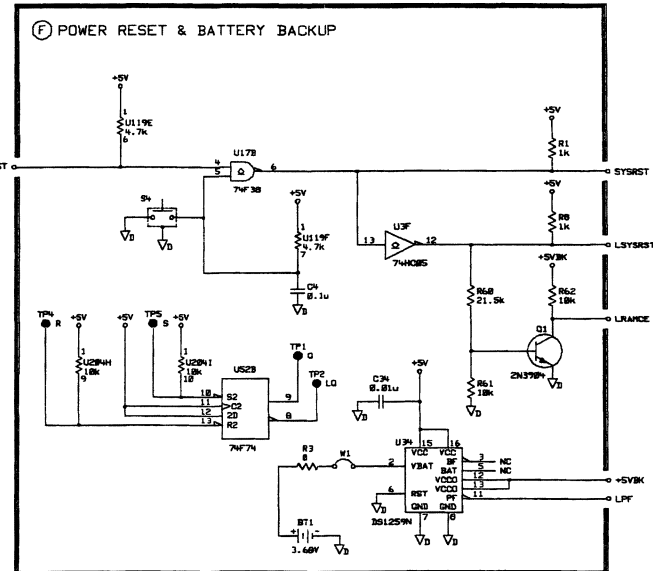 F POWER RESET & BATTERY BACKUP
+5V
1
U119E
4.7k
6
ST
4
5
U17B
Ω
6
74F38
+5V
R1
1k
SYSRST
S4
D
D
+5V
1
U119F
4.7k
7
C4
0.1u
D
13
U3F
Ω
12
74HC05
+5V
R8
1k
LSYSRST
+5VBK
R60
21.5k
R62
10k
LRAMCE
Q1
2N3904
D
R61
10k
D
TP4
R
+5V
1
U204H
10k
9
+5V
TP5
S
+5V
1
U204I
10k
10
U52B
10
S2
11
C2
12
2D
13
R2
9
8
74F74
TP1
Q
TP2
LQ
C34
0.01u
D
+5V
U34
15
16
VCC
VCC
R3
0
W1
2
VBAT
BF
3
NC
BAT
5
NC
VCCO
12
VCCO
13
+5VBK
6
RST
PF
11
LPF
D
GND
GND
7
8
DS1259N
D
D
BT1
+
-
3.68V
D